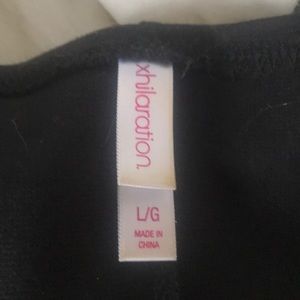 xhilaration.
L/G
MADE IN
CHINA